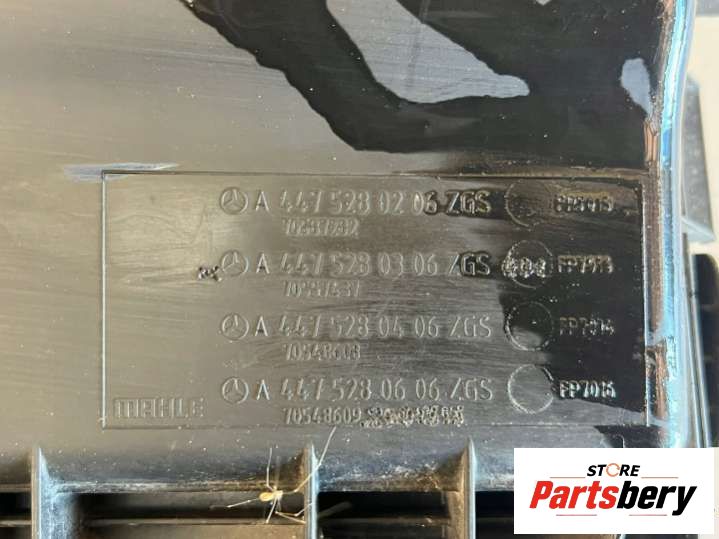 A 447 528 02 06 ZGS
A 447 528 03 06 ZGS
A 447 528 04 06 ZGS FP7014
70548608
A 447 528 06 06 ZGS FP7015
MAHLE 70548609
STORE
Partsbery